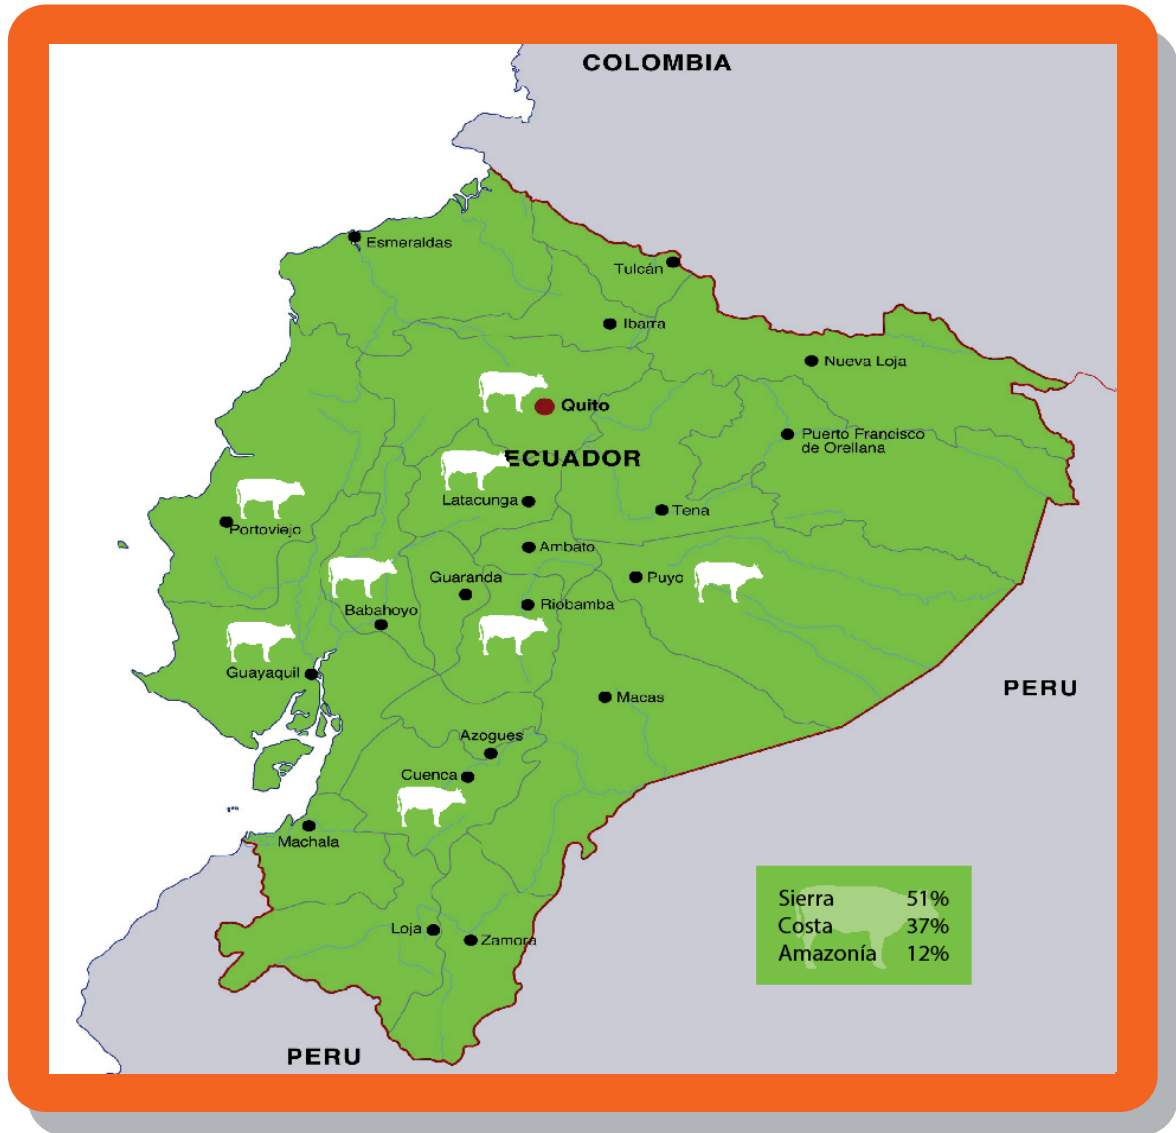 COLOMBIA
Esmeraldas
Tulcán
Ibarra
Nueva Loja
Quito
Puerto Francisco
de Orellana
ECUADOR
Latacunga
Tena
Portoviejo
Ambato
Guaranda
Puyo
Babahoyo
Riobamba
Guayaquil
PERU
Macas
Azogues
Cuenca
Machala
Sierra 51%
Costa 37%
Amazonía 12%
Loja
Zamora
PERU